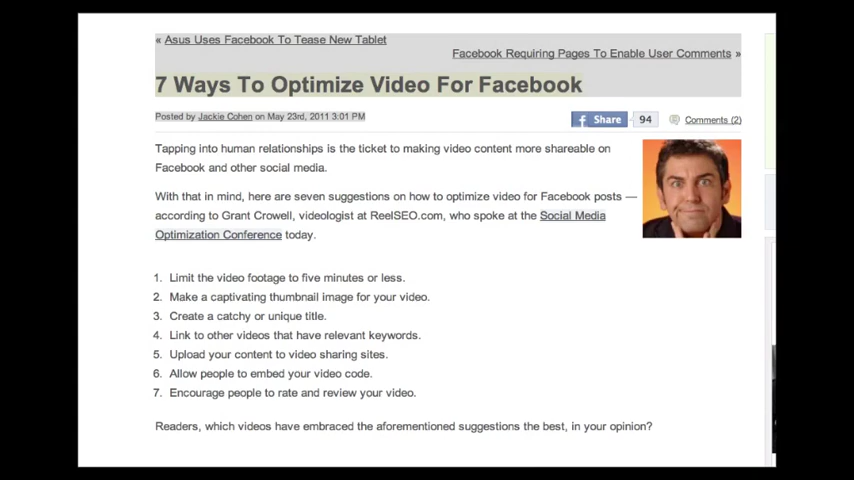 « Asus Uses Facebook To Tease New Tablet
Facebook Requiring Pages To Enable User Comments »
7 Ways To Optimize Video For Facebook
Posted by Jackie Cohen on May 23rd, 2011 3:01 PM
f Share 94 Comments (2)
Tapping into human relationships is the ticket to making video content more shareable on
Facebook and other social media.
With that in mind, here are seven suggestions on how to optimize video for Facebook posts —
according to Grant Crowell, videologist at ReelSEO.com, who spoke at the Social Media
Optimization Conference today.
1. Limit the video footage to five minutes or less.
2. Make a captivating thumbnail image for your video.
3. Create a catchy or unique title.
4. Link to other videos that have relevant keywords.
5. Upload your content to video sharing sites.
6. Allow people to embed your video code.
7. Encourage people to rate and review your video.
Readers, which videos have embraced the aforementioned suggestions the best, in your opinion?